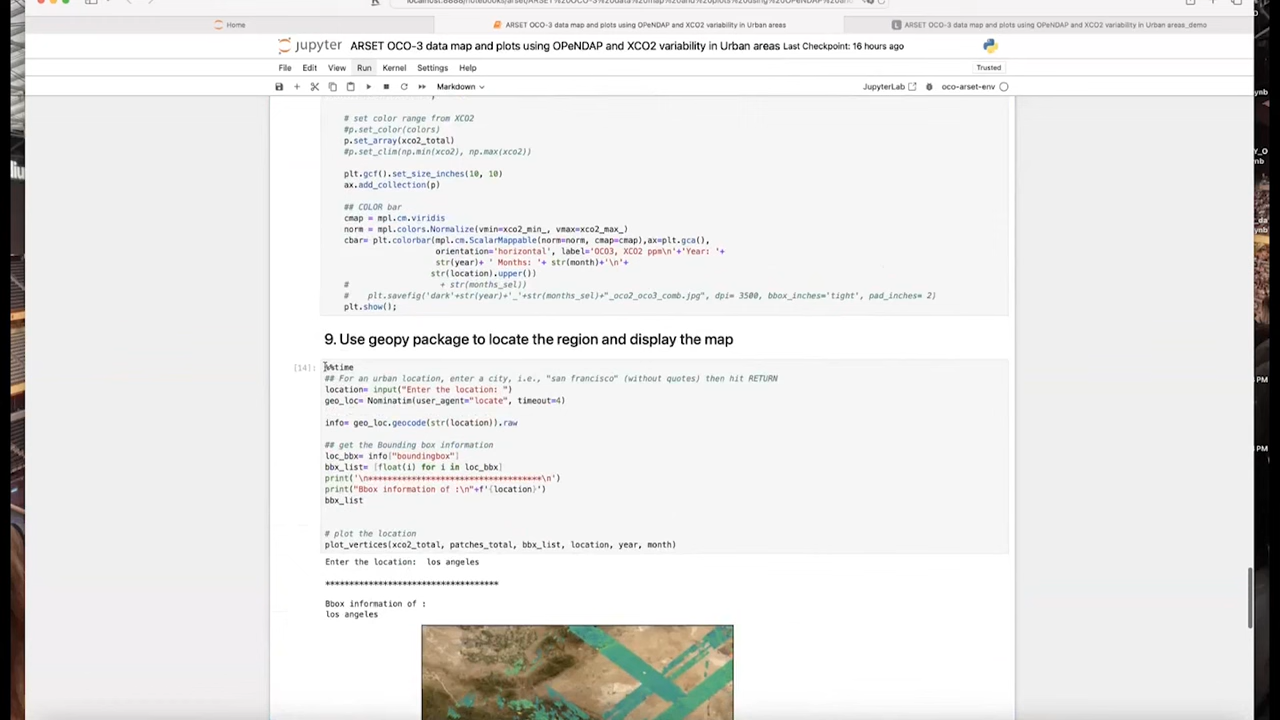 Home
ARSET OCO-3 data map and plots using OPeNDAP and XCO2 variability in Urban areas
ARSET OCO-3 data map and plots using OPeNDAP and XCO2 variability in Urban areas_demo
jupyter ARSET OCO-3 data map and plots using OPeNDAP and XCO2 variability in Urban areas Last Checkpoint: 16 hours ago
File Edit View Run Kernel Settings Help
Trusted
Markdown
JupyterLab
oco-arset-env
# set color range from XCO2
#p.set_color(colors)
p.set_array(xco2_total)
#p.set_clim(np.min(xco2), np.max(xco2))
plt.gcf().set_size_inches(10, 10)
ax.add_collection(p)
## COLOR bar
cmap = mpl.cm.viridis
norm = mpl.colors.Normalize(vmin=xco2_min_, vmax=xco2_max_)
cbar= plt.colorbar(mpl.cm.ScalarMappable(norm=norm, cmap=cmap),ax=plt.gca(),
orientation='horizontal', label='OCO3, XCO2 ppm\n'+'Year: '+
str(year)+ ' Months: '+ str(month)+'\n'+
str(location).upper())
# + str(months_sel))
# plt.savefig('dark'+str(year)+'_'+str(months_sel)+"_oco2_oco3_comb.jpg", dpi= 3500, bbox_inches='tight', pad_inches= 2)
plt.show();
9. Use geopy package to locate the region and display the map
[14]:
%%time
## For an urban location, enter a city, i.e., "san francisco" (without quotes) then hit RETURN
location= input("Enter the location: ")
geo_loc= Nominatim(user_agent="locate", timeout=4)
info= geo_loc.geocode(str(location)).raw
## get the Bounding box information
loc_bbx= info["boundingbox"]
bbx_list= [float(i) for i in loc_bbx]
print('\n************************************\n')
print("Bbox information of :\n"+f'{location}')
bbx_list
# plot the location
plot_vertices(xco2_total, patches_total, bbx_list, location, year, month)
Enter the location: los angeles
************************************
Bbox information of :
los angeles